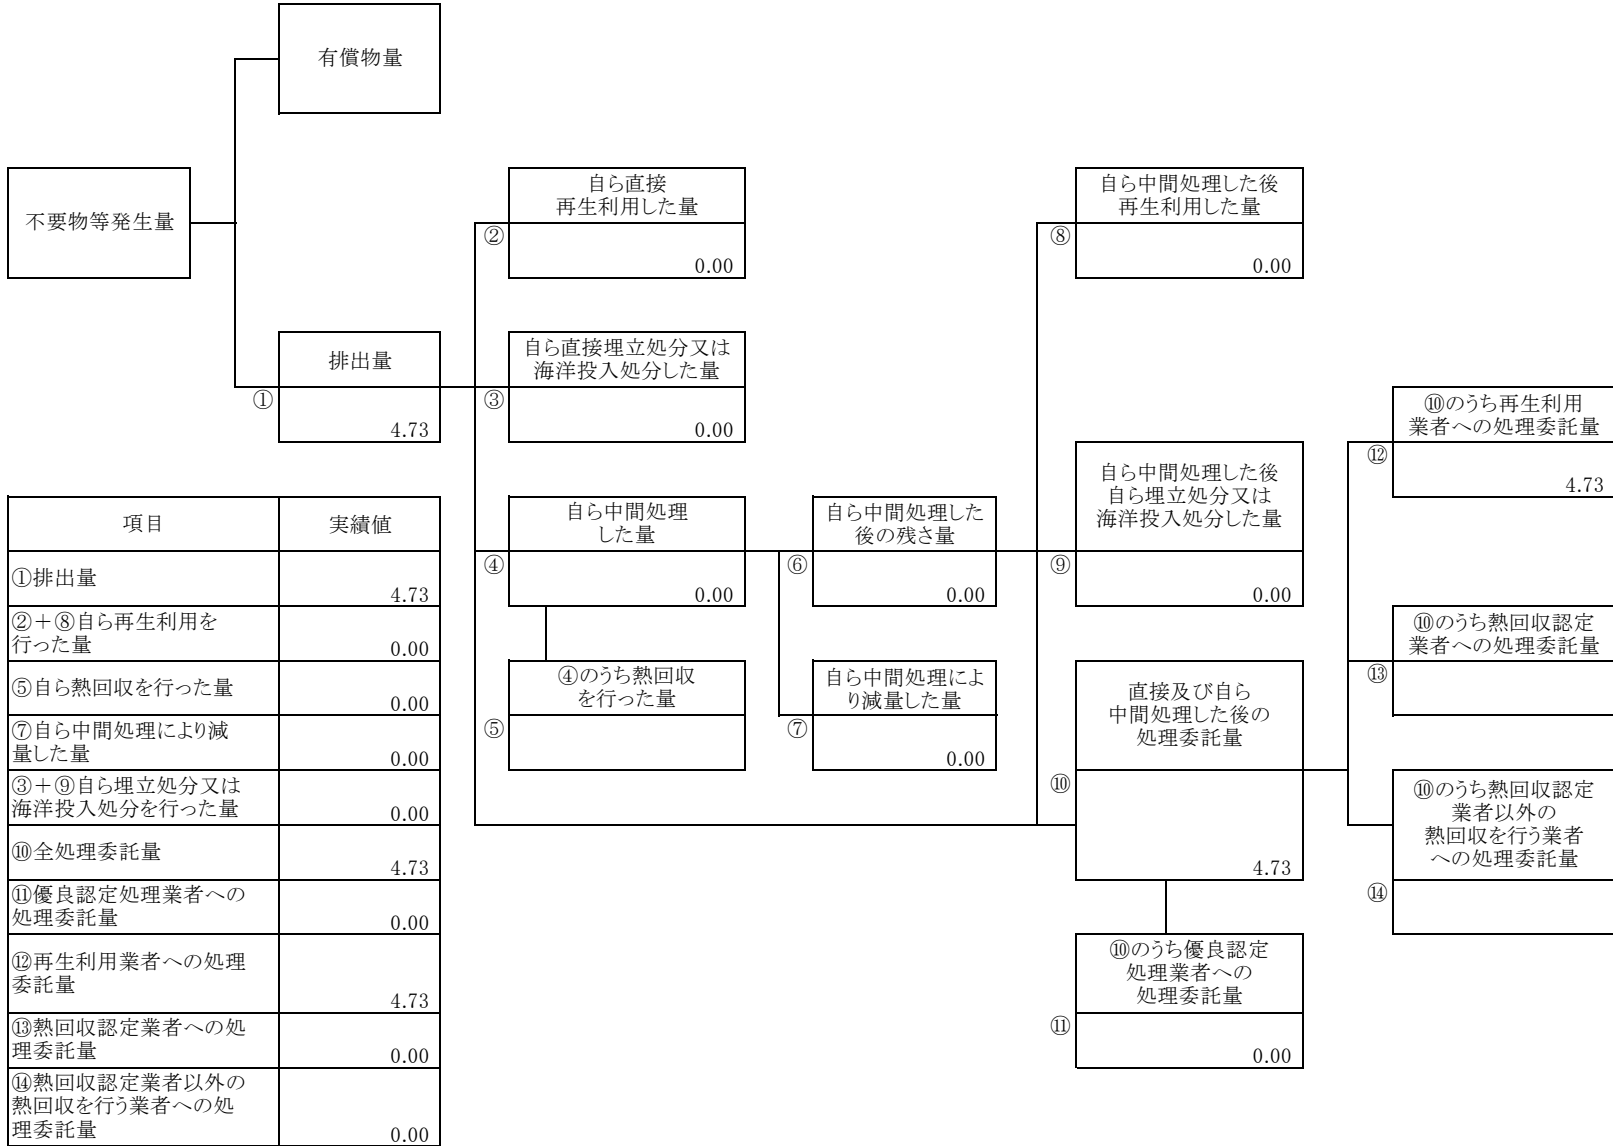 有償物量
不要物等発生量
自ら直接
再生利用した量
②
0.00
自ら中間処理した後
再生利用した量
⑧
0.00
排出量
①
4.73
自ら直接埋立処分又は
海洋投入処分した量
③
0.00
⑩のうち再生利用
業者への処理委託量
⑫
4.73
自ら中間処理
した量
④
0.00
自ら中間処理した
後の残さ量
⑥
0.00
自ら中間処理した後
自ら埋立処分又は
海洋投入処分した量
⑨
0.00
⑩のうち熱回収認定
業者への処理委託量
⑬
④のうち熱回収
を行った量
⑤
自ら中間処理によ
り減量した量
⑦
0.00
直接及び自ら
中間処理した後の
処理委託量
⑩
4.73
⑩のうち熱回収認定
業者以外の
熱回収を行う業者
への処理委託量
⑭
⑩のうち優良認定
処理業者への
処理委託量
⑪
0.00
項目 実績値
①排出量
4.73
②＋⑧自ら再生利用を
行った量
0.00
⑤自ら熱回収を行った量
0.00
⑦自ら中間処理により減
量した量
0.00
③＋⑨自ら埋立処分又は
海洋投入処分を行った量
0.00
⑩全処理委託量
4.73
⑪優良認定処理業者への
処理委託量
0.00
⑫再生利用業者への処理
委託量
4.73
⑬熱回収認定業者への処
理委託量
0.00
⑭熱回収認定業者以外の
熱回収を行う業者への処
理委託量
0.00